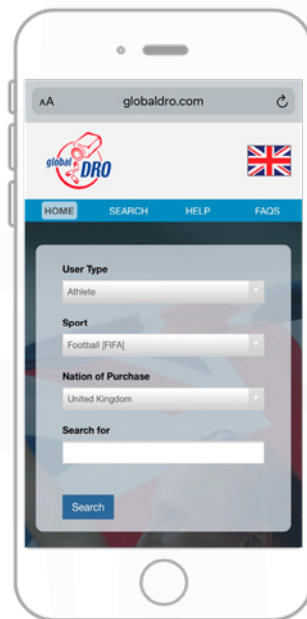 AA
globaldro.com
global DRO
HOME SEARCH HELP FAQS
User Type
Athlete
Sport
Football [FIFA]
Nation of Purchase
United Kingdom
Search for
Search